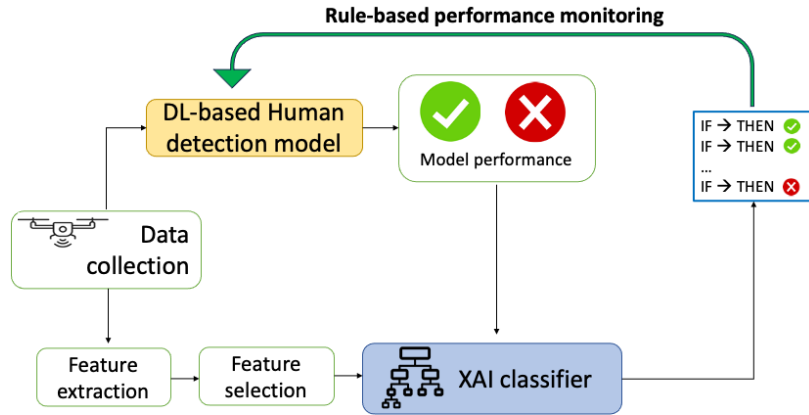 Rule-based performance monitoring
DL-based Human
detection model
Model performance
IF → THEN
IF → THEN
...
IF → THEN
Data
collection
Feature
extraction
Feature
selection
XAI classifier